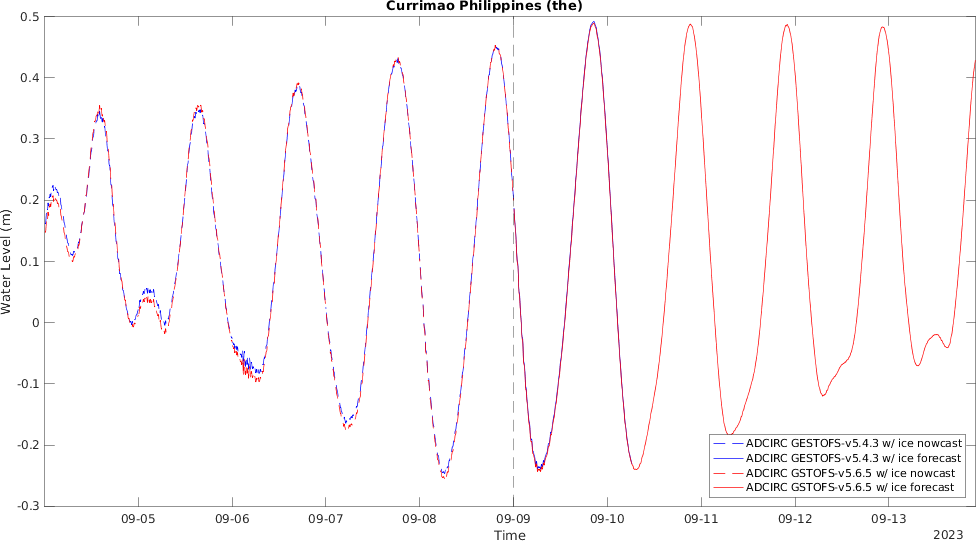 Currimao Philippines (the)
0.5
0.4
0.3
0.2
0.1
0
-0.1
-0.2
-0.3
Water Level (m)
ADCIRC GESTOFS-v5.4.3 w/ ice nowcast
ADCIRC GESTOFS-v5.4.3 w/ ice forecast
ADCIRC GSTOFS-v5.6.5 w/ ice nowcast
ADCIRC GSTOFS-v5.6.5 w/ ice forecast
09-05 09-06 09-07 09-08 09-09 09-10 09-11 09-12 09-13
Time
2023